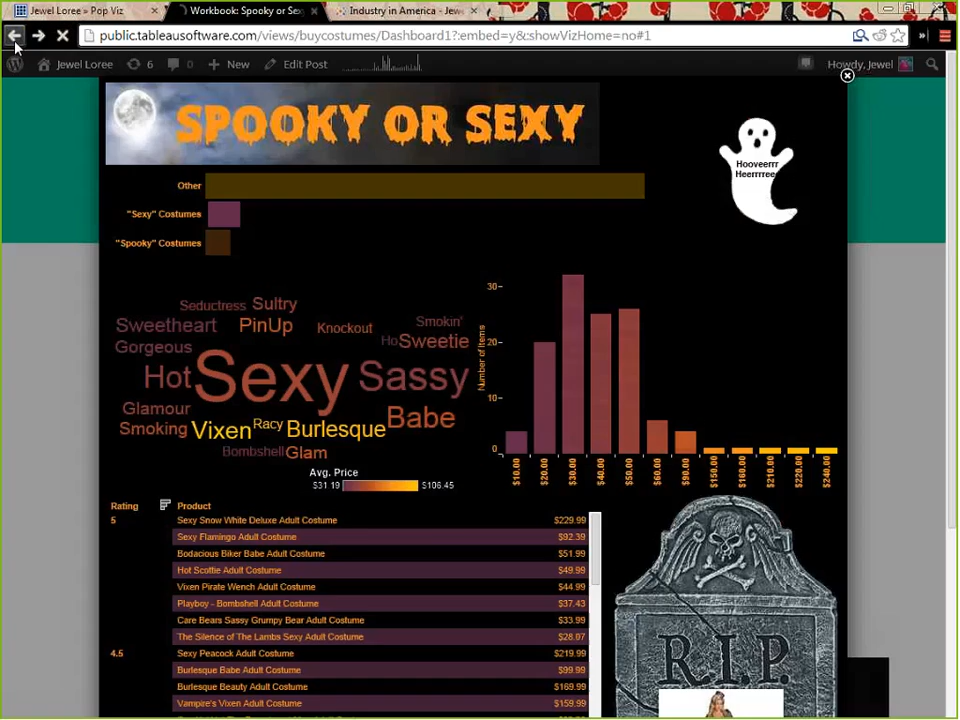 Jewel Loree » Pop Viz
Workbook: Spooky or Se
Industry in America - Jew
public.tableausoftware.com/views/buycostumes/Dashboard1?:embed=y&:showVizHome=no#1
Jewel Loree
6
0
New
Edit Post
Howdy, Jewel
SPOOKY OR SEXY
Hooveerrr
Heerrrree
Other
"Sexy" Costumes
"Spooky" Costumes
Seductress
Sultry
Sweetheart
PinUp
Knockout
Smokin'
Gorgeous
Ho
Sweetie
Hot
Sexy
Sassy
Glamour
Babe
Smoking
Vixen
Racy
Burlesque
Bombshell
Glam
Avg. Price
$31.19
$106.45
Number of Items
30
20
10
0
$10.00
$20.00
$30.00
$40.00
$50.00
$60.00
$90.00
$150.00
$160.00
$210.00
$220.00
$240.00
Rating Product
5 Sexy Snow White Deluxe Adult Costume $229.99
Sexy Flamingo Adult Costume $92.39
Bodacious Biker Babe Adult Costume $51.99
Hot Scottie Adult Costume $49.99
Vixen Pirate Wench Adult Costume $44.99
Playboy - Bombshell Adult Costume $37.43
Care Bears Sassy Grumpy Bear Adult Costume $33.99
The Silence of The Lambs Sexy Adult Costume $28.97
4.5 Sexy Peacock Adult Costume $219.99
Burlesque Babe Adult Costume $99.99
Burlesque Beauty Adult Costume $169.99
Vampire's Vixen Adult Costume $159.99
R.I.P.